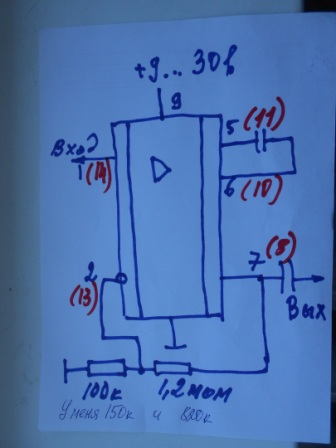 +9... 30в
9
5 (11)
Вход
1 (14)
6 (10)
2
(13)
7 (8)
Вых
100к 1,2мом
У меня 150к и 820к